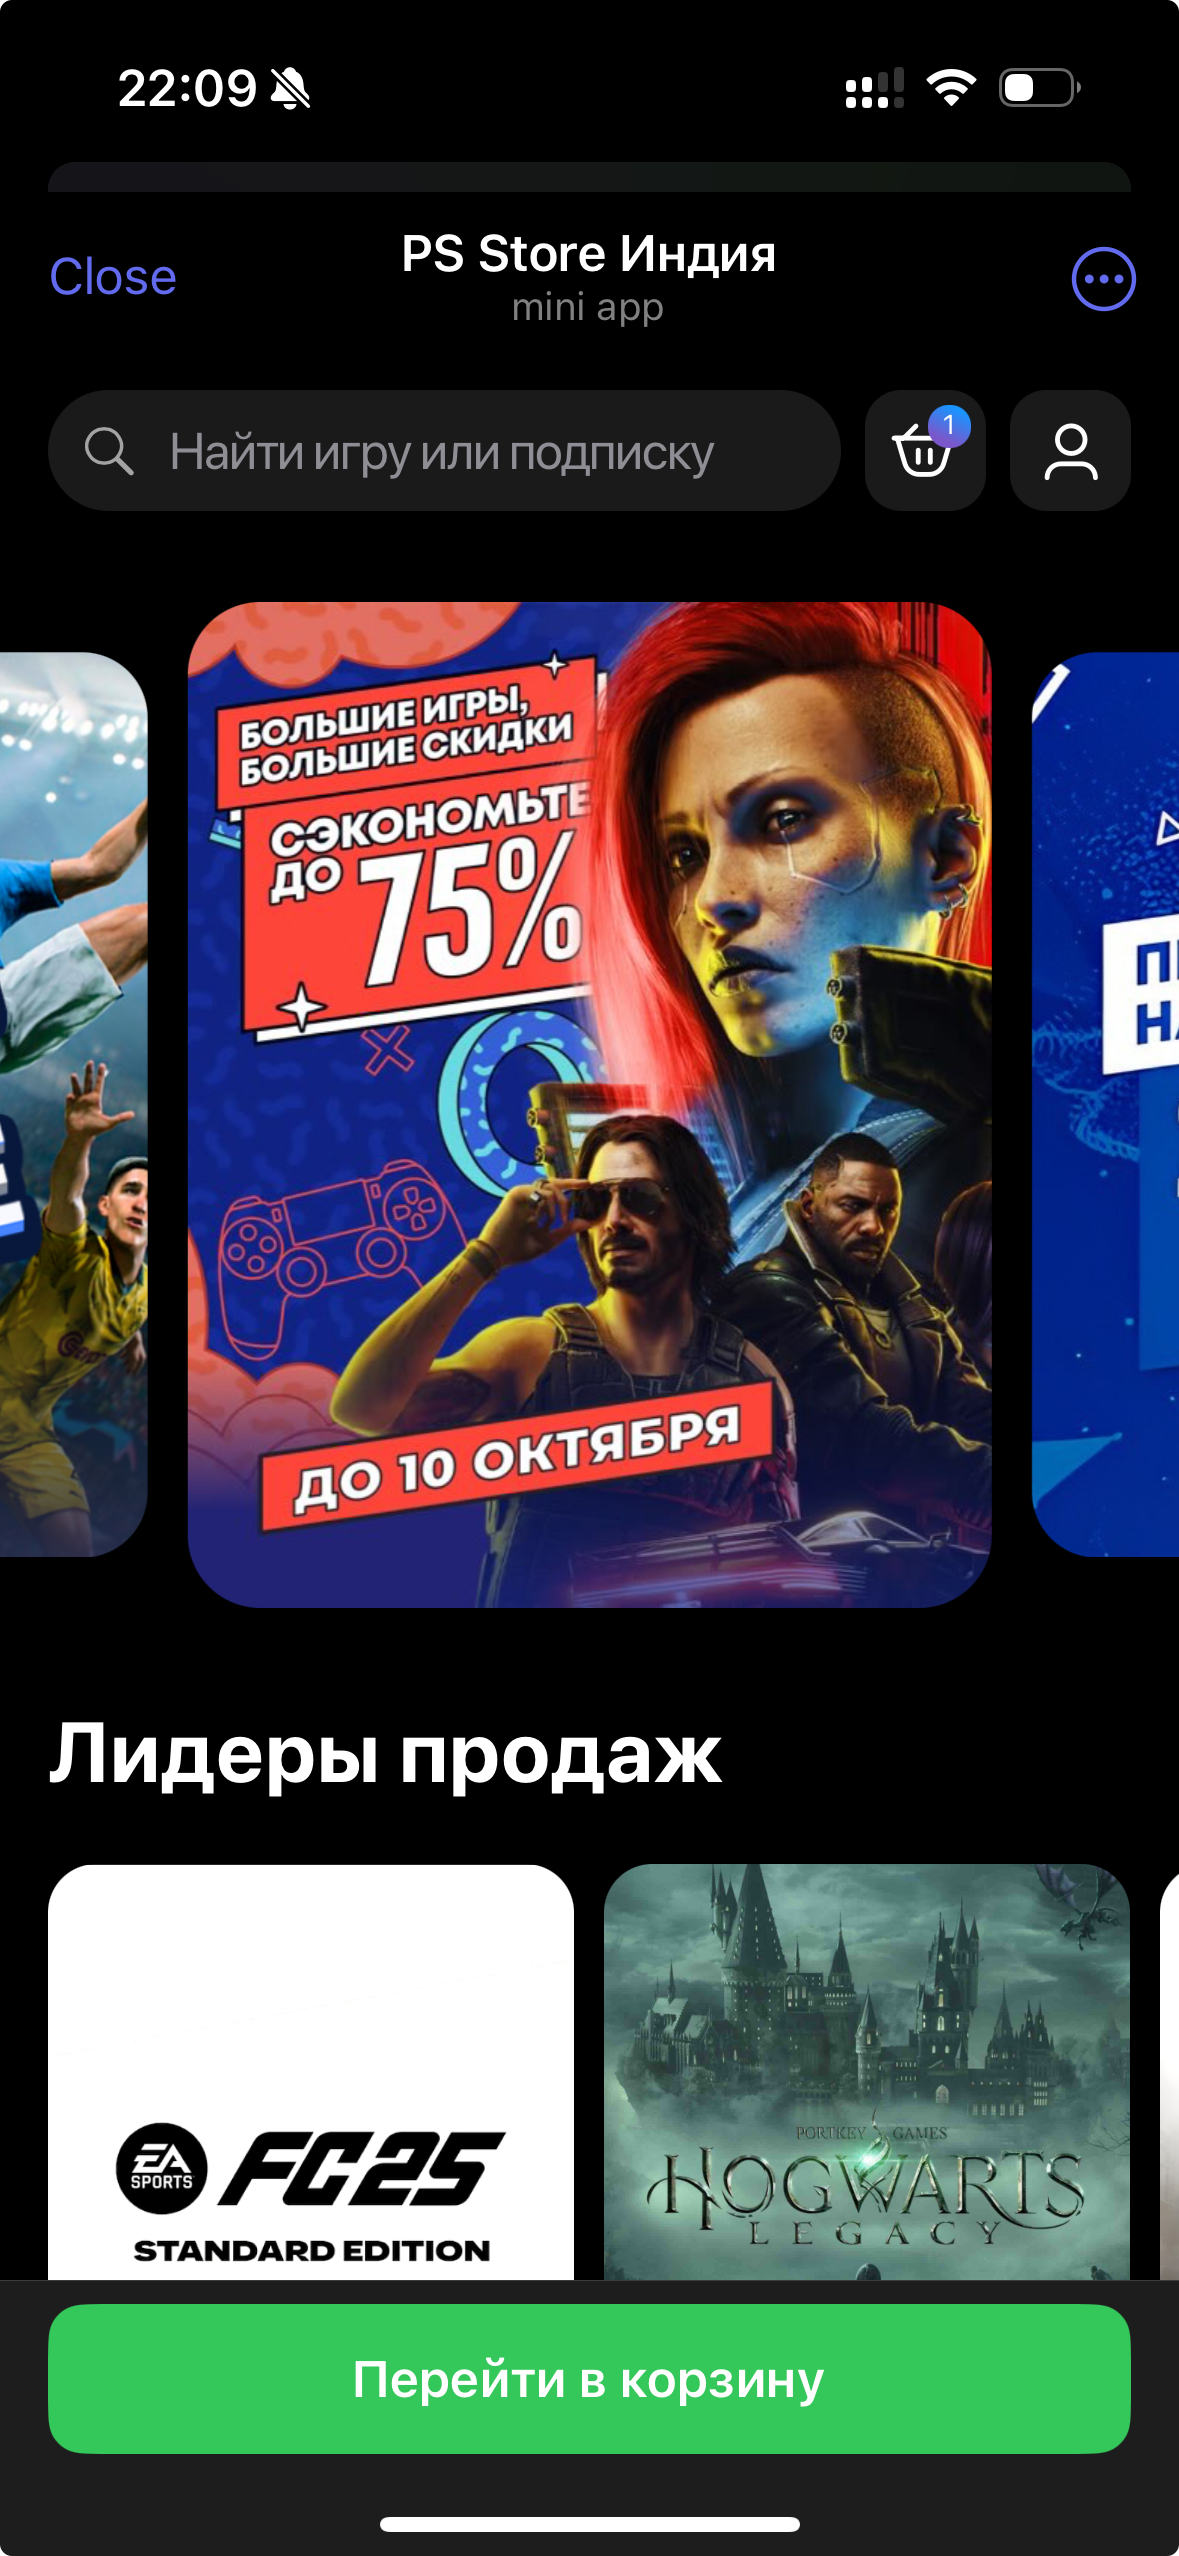 22:09
Close
PS Store Индия
mini app
Найти игру или подписку
1
БОЛЬШИЕ ИГРЫ,
БОЛЬШИЕ СКИДКИ
СЭКОНОМЬТЕ
ДО 75%
ДО 10 ОКТЯБРЯ
Лидеры продаж
EA
SPORTS
FC25
STANDARD EDITION
PORTKEY GAMES
HOGWARTS
LEGACY
Перейти в корзину